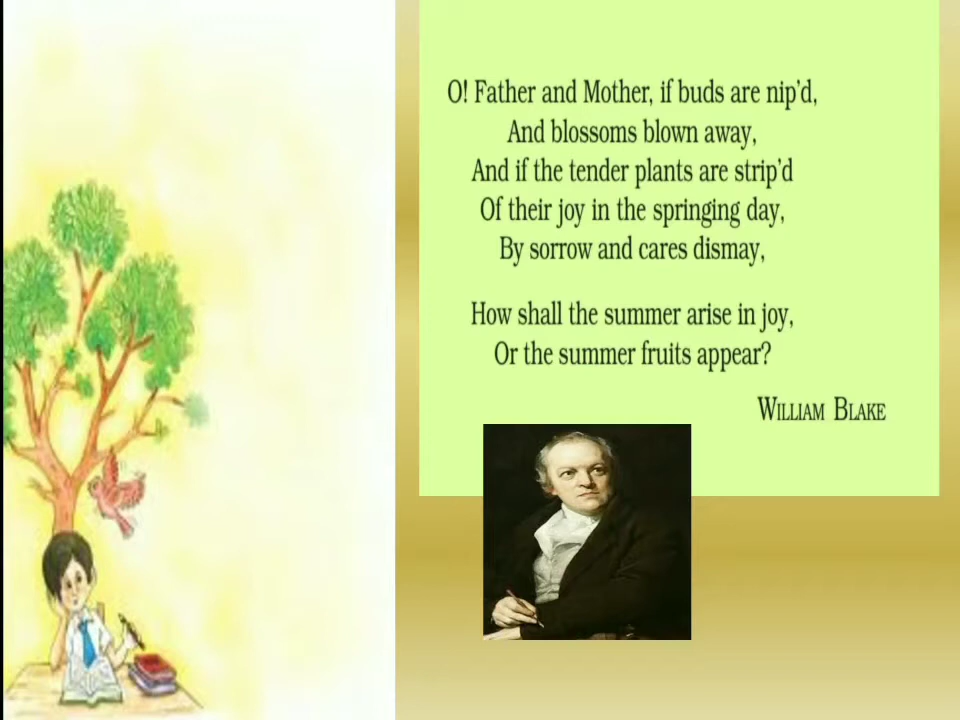 O! Father and Mother, if buds are nip'd,
And blossoms blown away,
And if the tender plants are strip'd
Of their joy in the springing day,
By sorrow and cares dismay,
How shall the summer arise in joy,
Or the summer fruits appear?
WILLIAM BLAKE